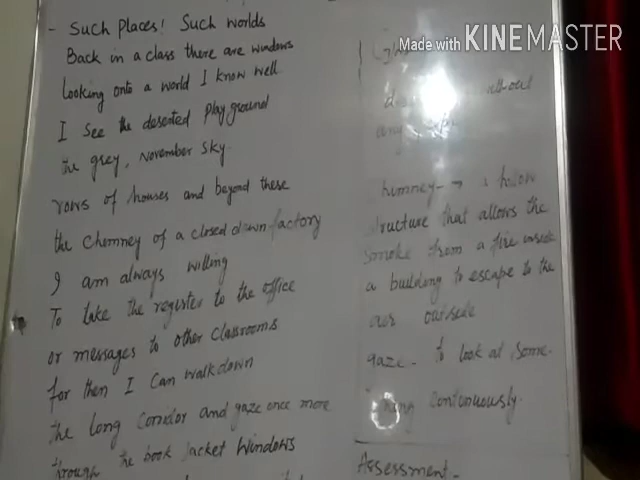 - Such Places! Such worlds
Back in a class there are windows
looking onto a world I know well.
I see the deserted playground
the grey, November sky.
rows of houses and beyond these
the chimney of a closed down factory
I am always willing
To take the register to the office
or messages to other classrooms
for then I can walk down
the long corridor and gaze once more
through the book jacket windows
Made with KINEMASTER
Chimney - → a hollow
structure that allows the
smoke from a fire inside
a building to escape to the
air outside
gaze - to look at some-
thing continuously.
Assessment -